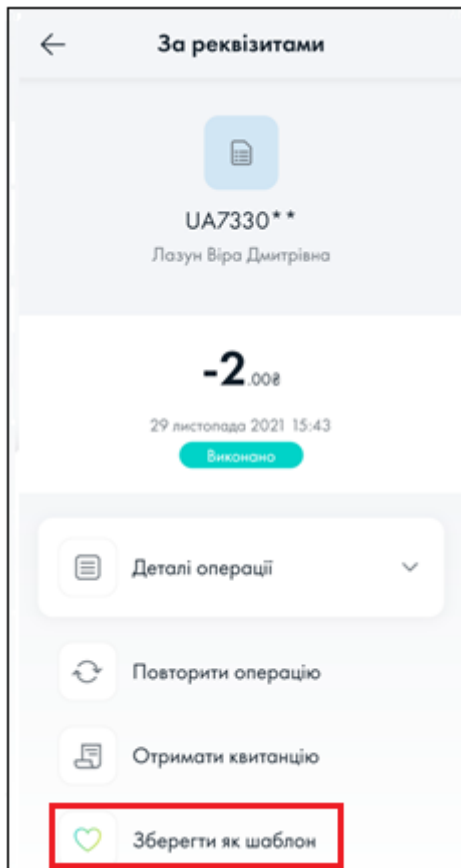 За реквізитами
UA7330**
Лазун Віра Дмитрівна
-2.00₴
29 листопада 2021 15:43
Виконано
Деталі операції
Повторити операцію
Отримати квитанцію
Зберегти як шаблон